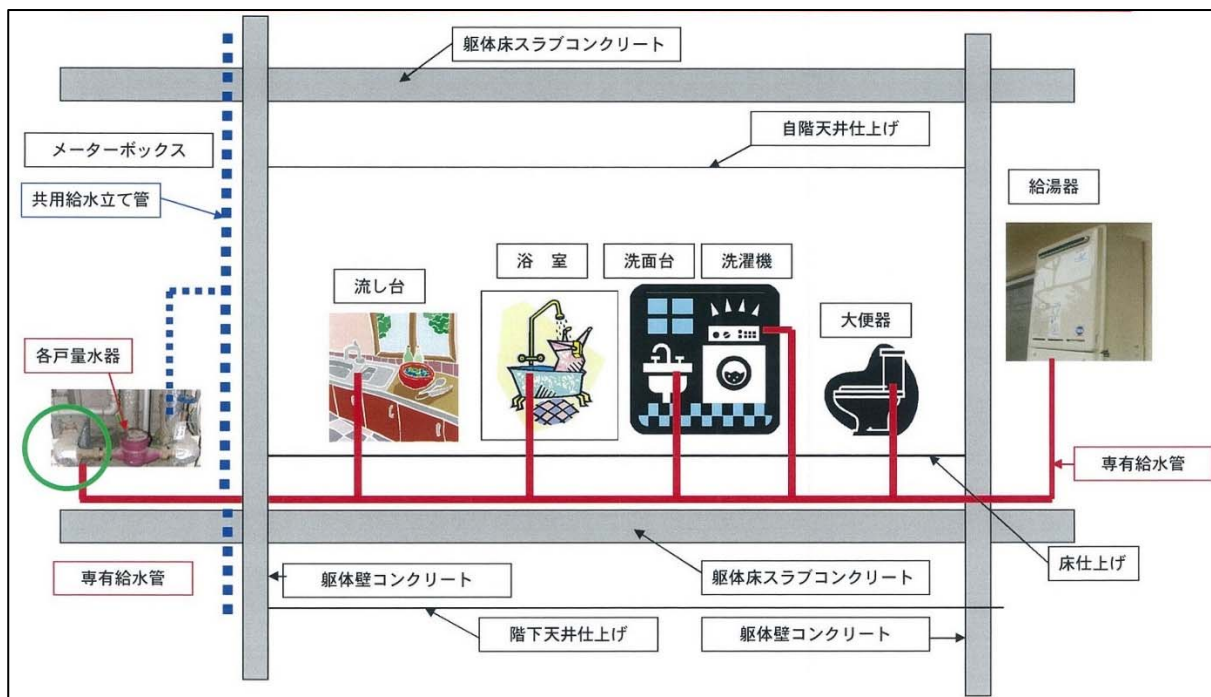 躯体床スラブコンクリート
自階天井仕上げ
メーターボックス
共用給水立て管
給湯器
浴　室
洗面台
洗濯機
流し台
大便器
各戸量水器
専有給水管
専有給水管
躯体壁コンクリート
躯体床スラブコンクリート
床仕上げ
階下天井仕上げ
躯体壁コンクリート